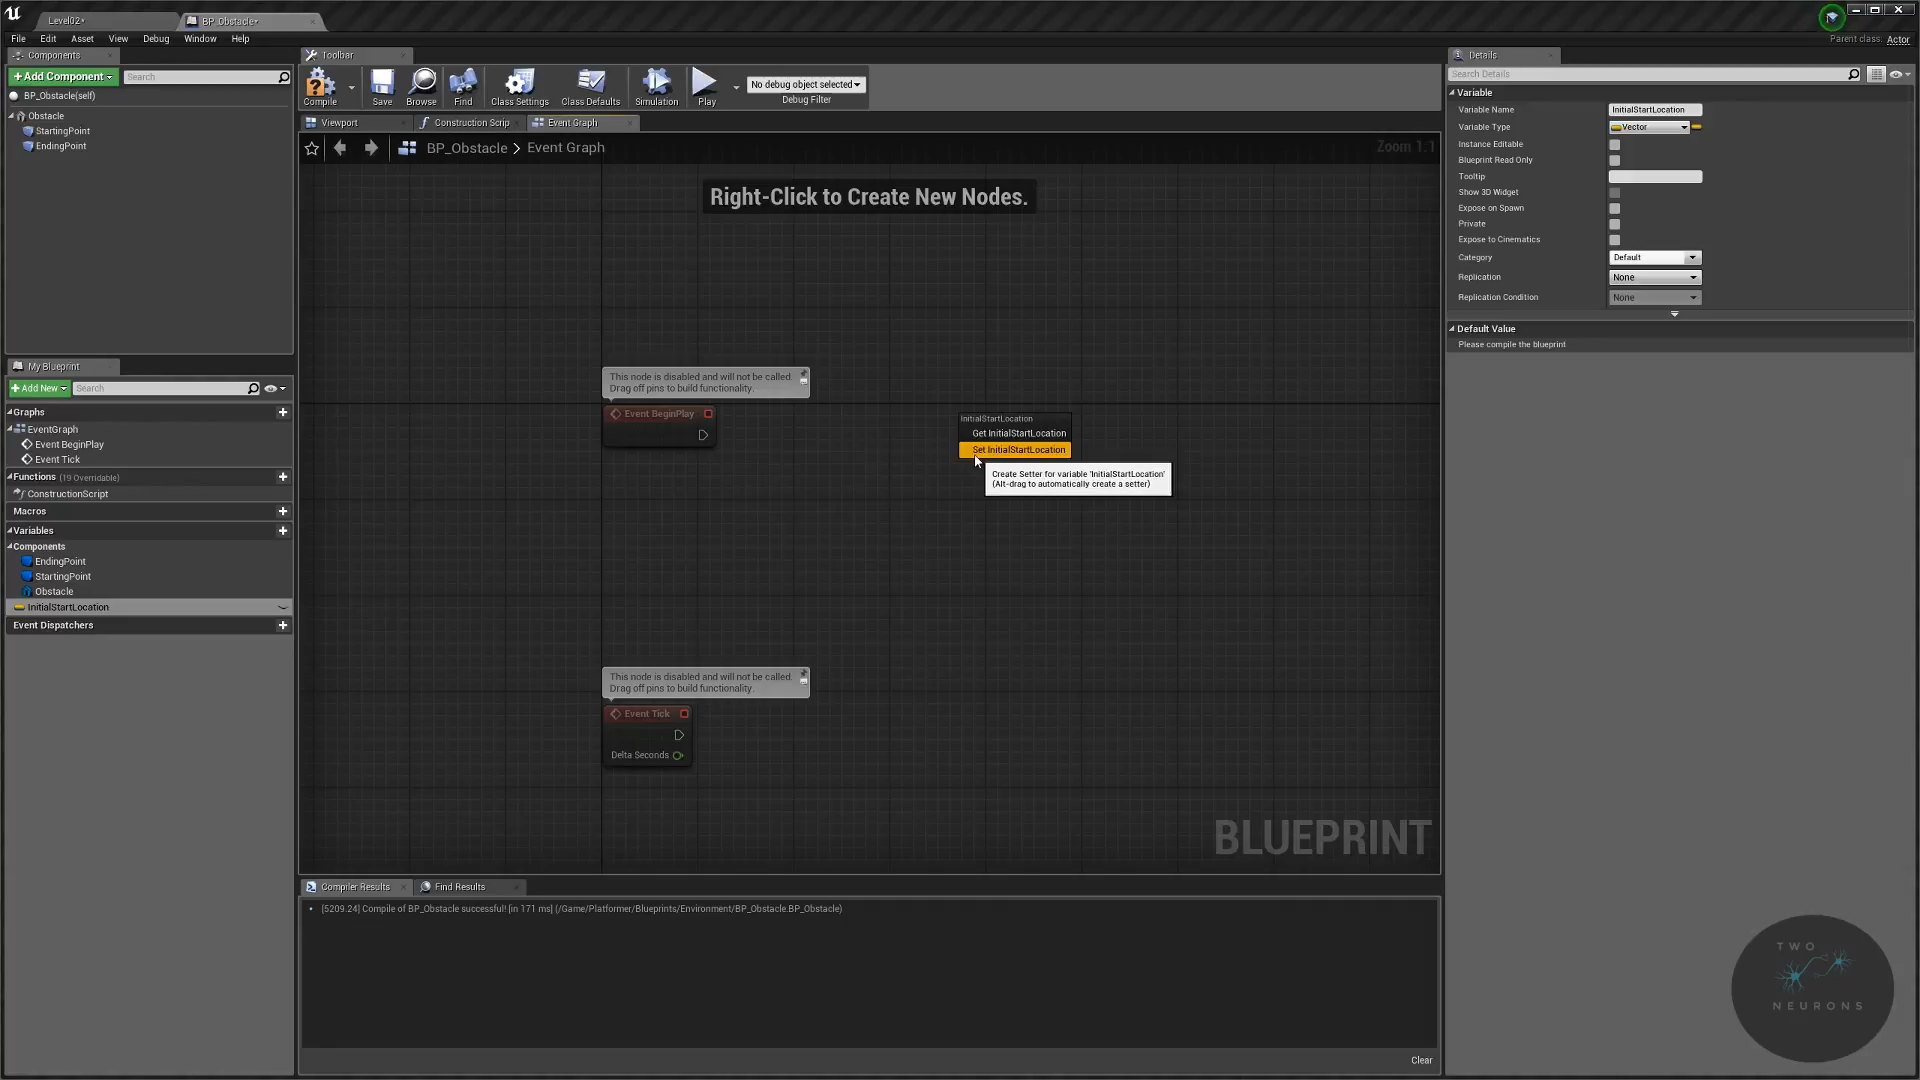 Level02*
BP_Obstacle*
File Edit Asset View Debug Window Help
Parent class: Actor
Components
+Add Component
Search
BP_Obstacle(self)
Obstacle
StartingPoint
EndingPoint
My Blueprint
+Add New
Search
Graphs
EventGraph
Event BeginPlay
Event Tick
Functions (19 Overridable)
ConstructionScript
Macros
Variables
Components
EndingPoint
StartingPoint
Obstacle
InitialStartLocation
Event Dispatchers
Toolbar
Compile
Save
Browse
Find
Class Settings
Class Defaults
Simulation
Play
No debug object selected
Debug Filter
Viewport
Construction Scrip
Event Graph
BP_Obstacle > Event Graph
Zoom 1:1
Right-Click to Create New Nodes.
This node is disabled and will not be called.
Drag off pins to build functionality.
Event BeginPlay
InitialStartLocation
Get InitialStartLocation
Set InitialStartLocation
Create Setter for variable 'InitialStartLocation'
(Alt-drag to automatically create a setter)
This node is disabled and will not be called.
Drag off pins to build functionality.
Event Tick
Delta Seconds
BLUEPRINT
Compiler Results
Find Results
[5209.24] Compile of BP_Obstacle successful! [in 171 ms] (/Game/Platformer/Blueprints/Environment/BP_Obstacle.BP_Obstacle)
Clear
Details
Search Details
Variable
Variable Name InitialStartLocation
Variable Type Vector
Instance Editable
Blueprint Read Only
Tooltip
Show 3D Widget
Expose on Spawn
Private
Expose to Cinematics
Category Default
Replication None
Replication Condition None
Default Value
Please compile the blueprint
TWO
NEURONS